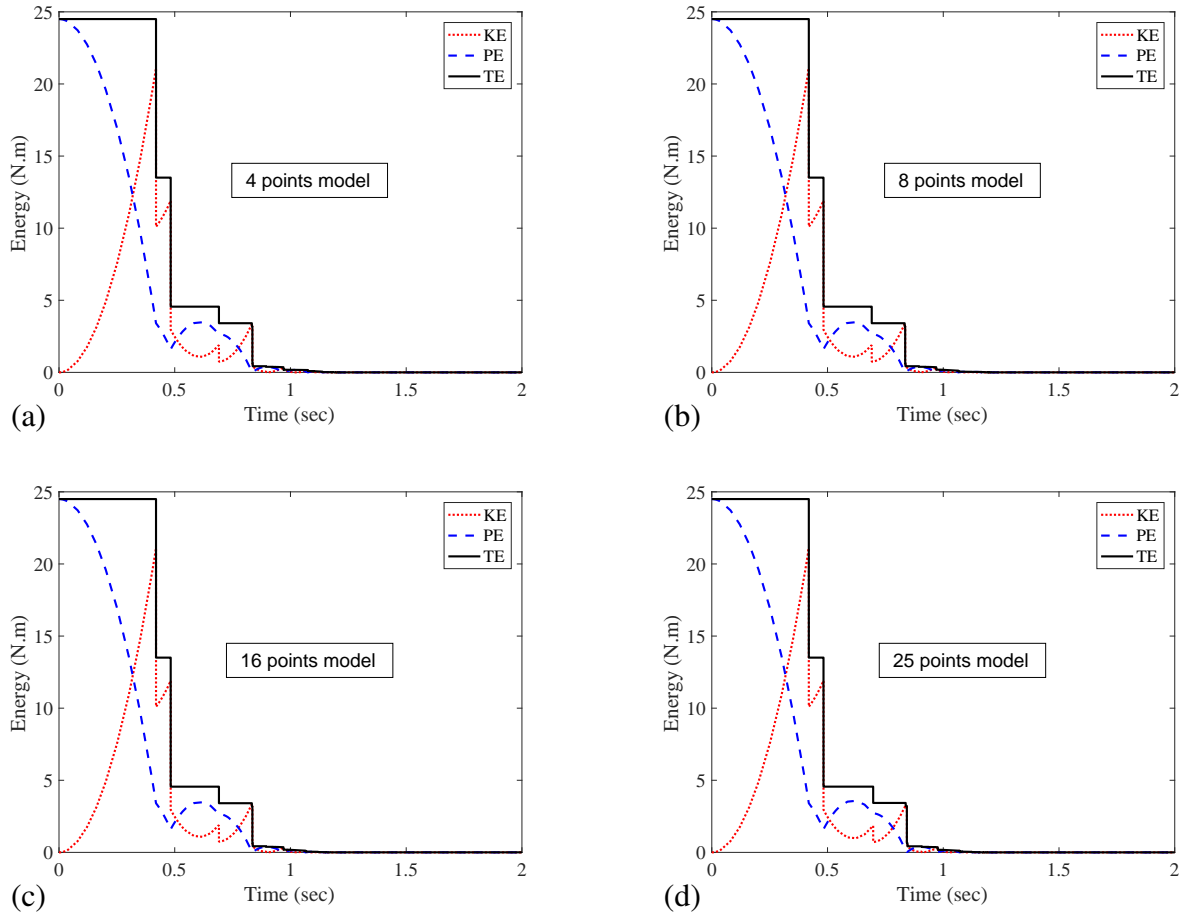 25
20
15
10
5
0
Energy (N.m)
KE
PE
TE
4 points model
0
0.5
1
1.5
2
Time (sec)
(a)
25
20
15
10
5
0
Energy (N.m)
KE
PE
TE
8 points model
0
0.5
1
1.5
2
Time (sec)
(b)
25
20
15
10
5
0
Energy (N.m)
KE
PE
TE
16 points model
0
0.5
1
1.5
2
Time (sec)
(c)
25
20
15
10
5
0
Energy (N.m)
KE
PE
TE
25 points model
0
0.5
1
1.5
2
Time (sec)
(d)